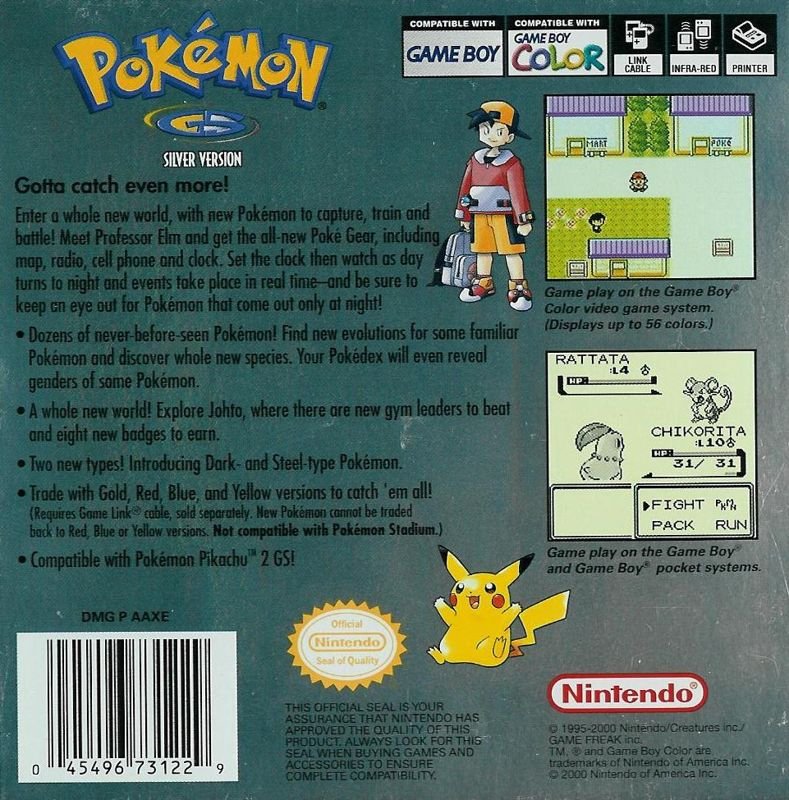 POKéMON®
GS
SILVER VERSION
COMPATIBLE WITH
GAME BOY
COMPATIBLE WITH
GAME BOY
COLOR
LINK
CABLE
INFRA-RED
PRINTER
Gotta catch even more!
Enter a whole new world, with new Pokémon to capture, train and
battle! Meet Professor Elm and get the all-new Poké Gear, including
map, radio, cell phone and clock. Set the clock then watch as day
turns to night and events take place in real time—and be sure to
keep an eye out for Pokémon that come out only at night!
• Dozens of never-before-seen Pokémon! Find new evolutions for some familiar
Pokémon and discover whole new species. Your Pokédex will even reveal
genders of some Pokémon.
• A whole new world! Explore Johto, where there are new gym leaders to beat
and eight new badges to earn.
• Two new types! Introducing Dark- and Steel-type Pokémon.
• Trade with Gold, Red, Blue, and Yellow versions to catch 'em all!
(Requires Game Link® cable, sold separately. New Pokémon cannot be traded
back to Red, Blue or Yellow versions. Not compatible with Pokémon Stadium.)
• Compatible with Pokémon Pikachu™ 2 GS!
MART
POKé
Game play on the Game Boy®
Color video game system.
(Displays up to 56 colors.)
RATTATA
:L4 ♂
HP:
CHIKORITA
:L10♂
HP:
31/ 31
▶FIGHT PKMN
PACK RUN
Game play on the Game Boy®
and Game Boy® pocket systems.
DMG P AAXE
0 45496 73122 9
Official
Nintendo
Seal of Quality
THIS OFFICIAL SEAL IS YOUR
ASSURANCE THAT NINTENDO HAS
APPROVED THE QUALITY OF THIS
PRODUCT. ALWAYS LOOK FOR THIS
SEAL WHEN BUYING GAMES AND
ACCESSORIES TO ENSURE
COMPLETE COMPATIBILITY.
Nintendo®
© 1995-2000 Nintendo/Creatures inc./
GAME FREAK inc.
TM, ® and Game Boy Color are
trademarks of Nintendo of America Inc.
© 2000 Nintendo of America Inc.